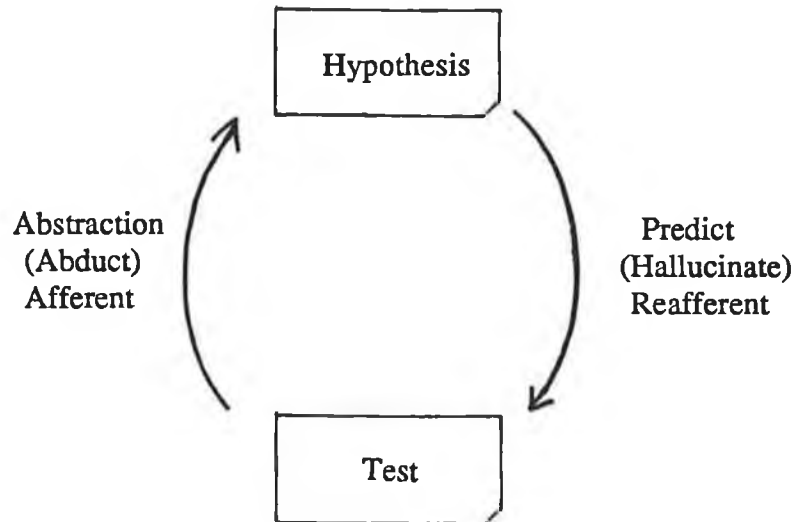 Hypothesis
Abstraction
(Abduct)
Afferent
Predict
(Hallucinate)
Reafferent
Test